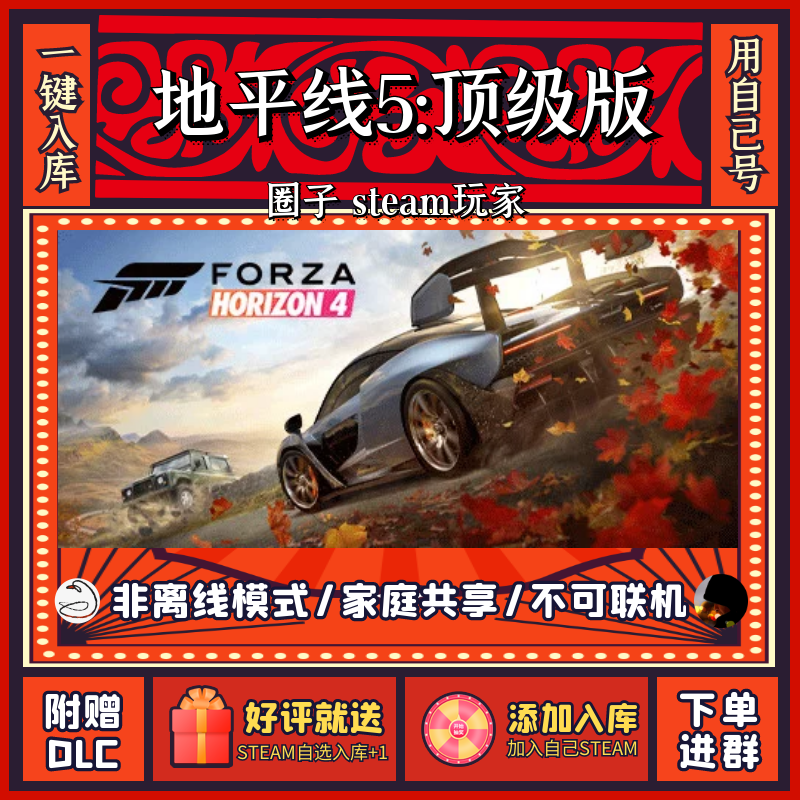 一键入库
地平线5:顶级版
用自己号
圈子 steam玩家
FORZA
HORIZON 4
非离线模式/家庭共享/不可联机
附赠
DLC
好评就送
STEAM自选入库+1
添加入库
加入自己STEAM
下单
进群